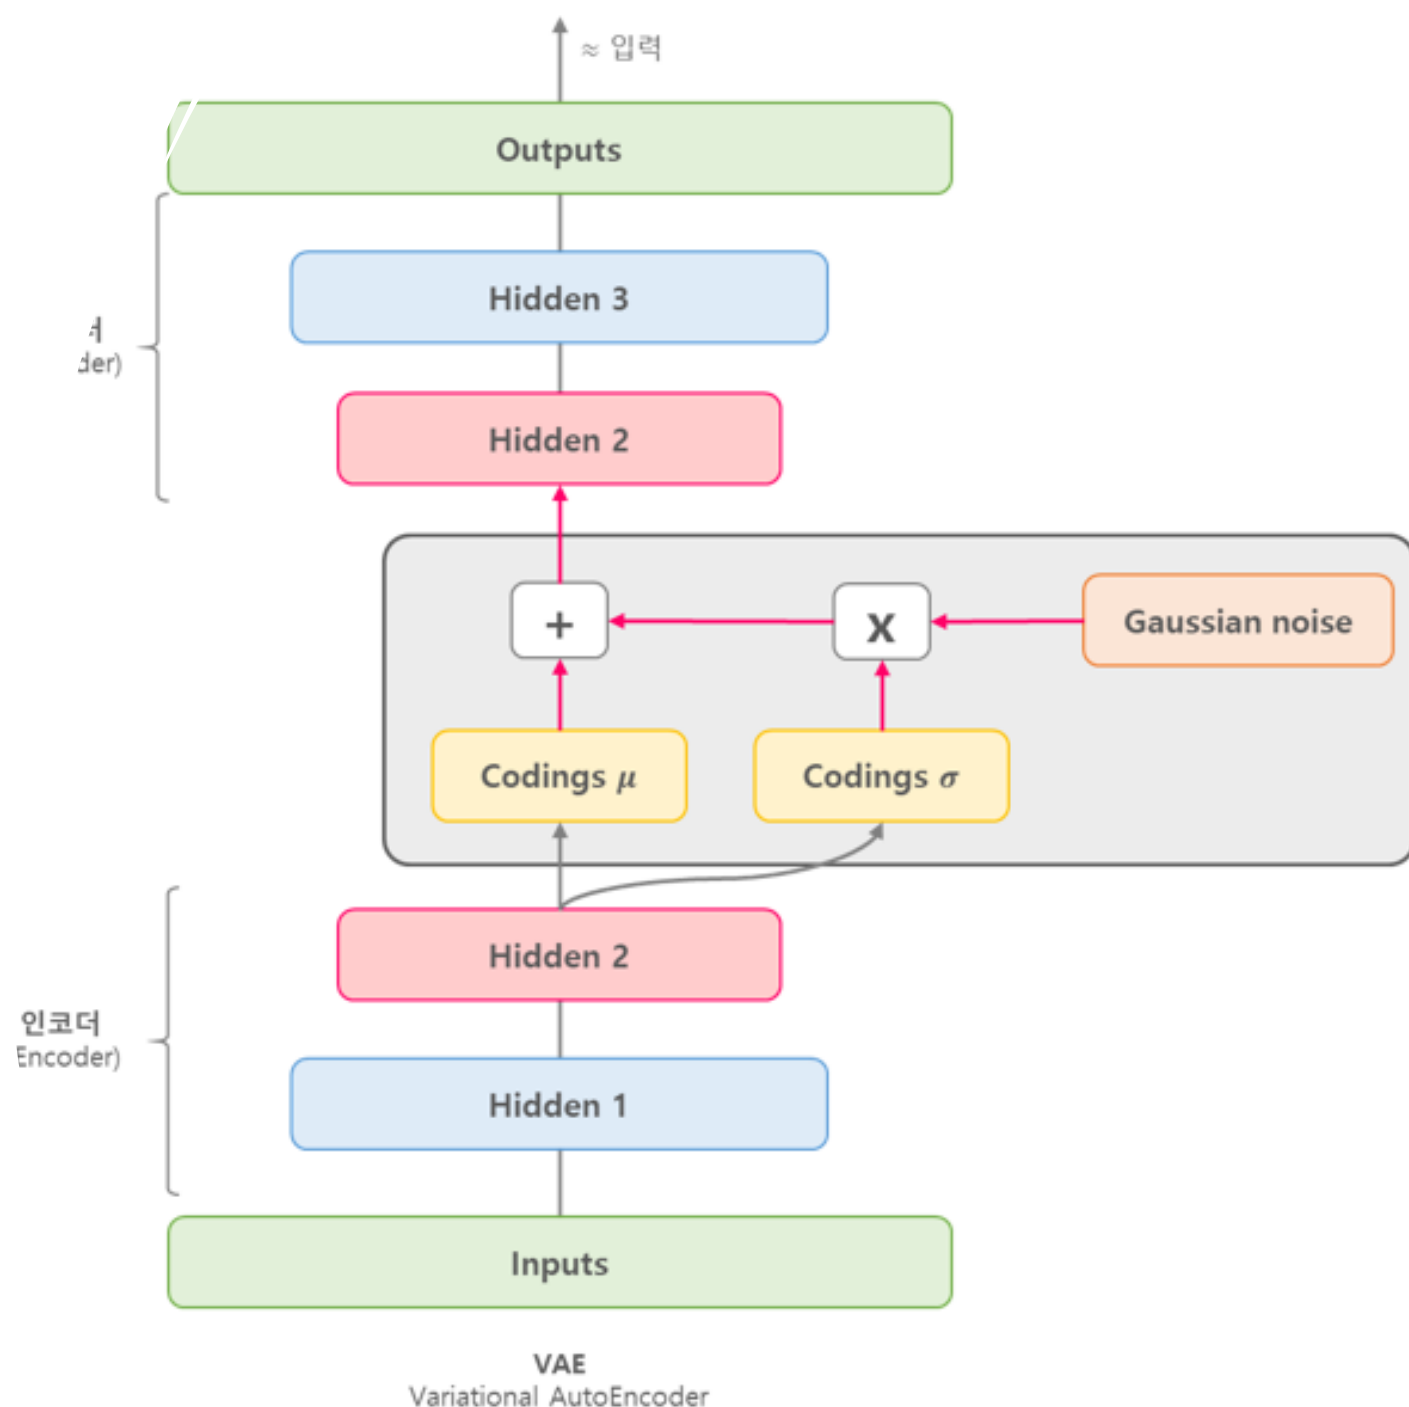 ≈ 입력
Outputs
Hidden 3
Hidden 2
+
x
Gaussian noise
Codings μ
Codings σ
Hidden 2
인코더
Encoder)
Hidden 1
Inputs
VAE
Variational AutoEncoder